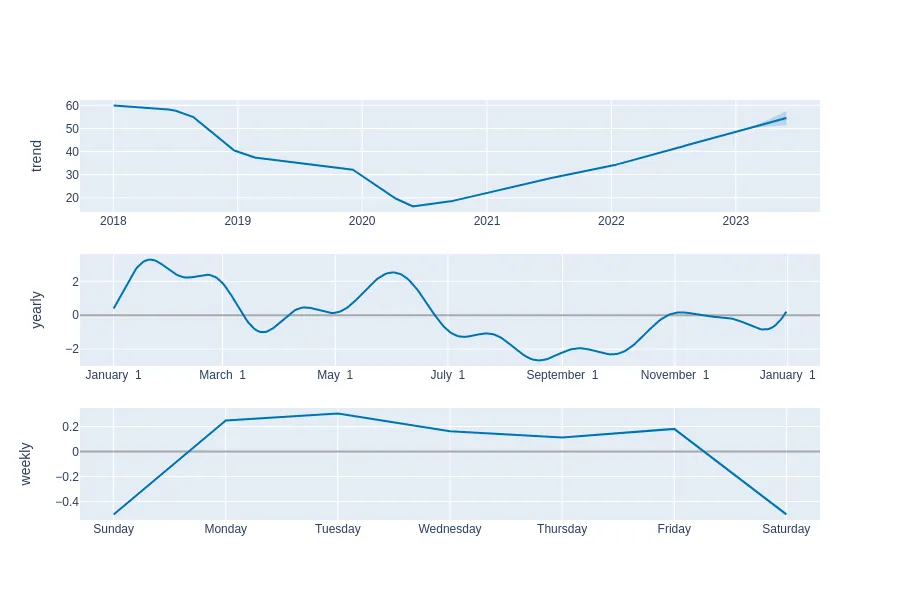 trend
60
50
40
30
20
2018 2019 2020 2021 2022 2023
yearly
2
0
−2
January 1 March 1 May 1 July 1 September 1 November 1 January 1
weekly
0.2
0
−0.2
−0.4
Sunday Monday Tuesday Wednesday Thursday Friday Saturday